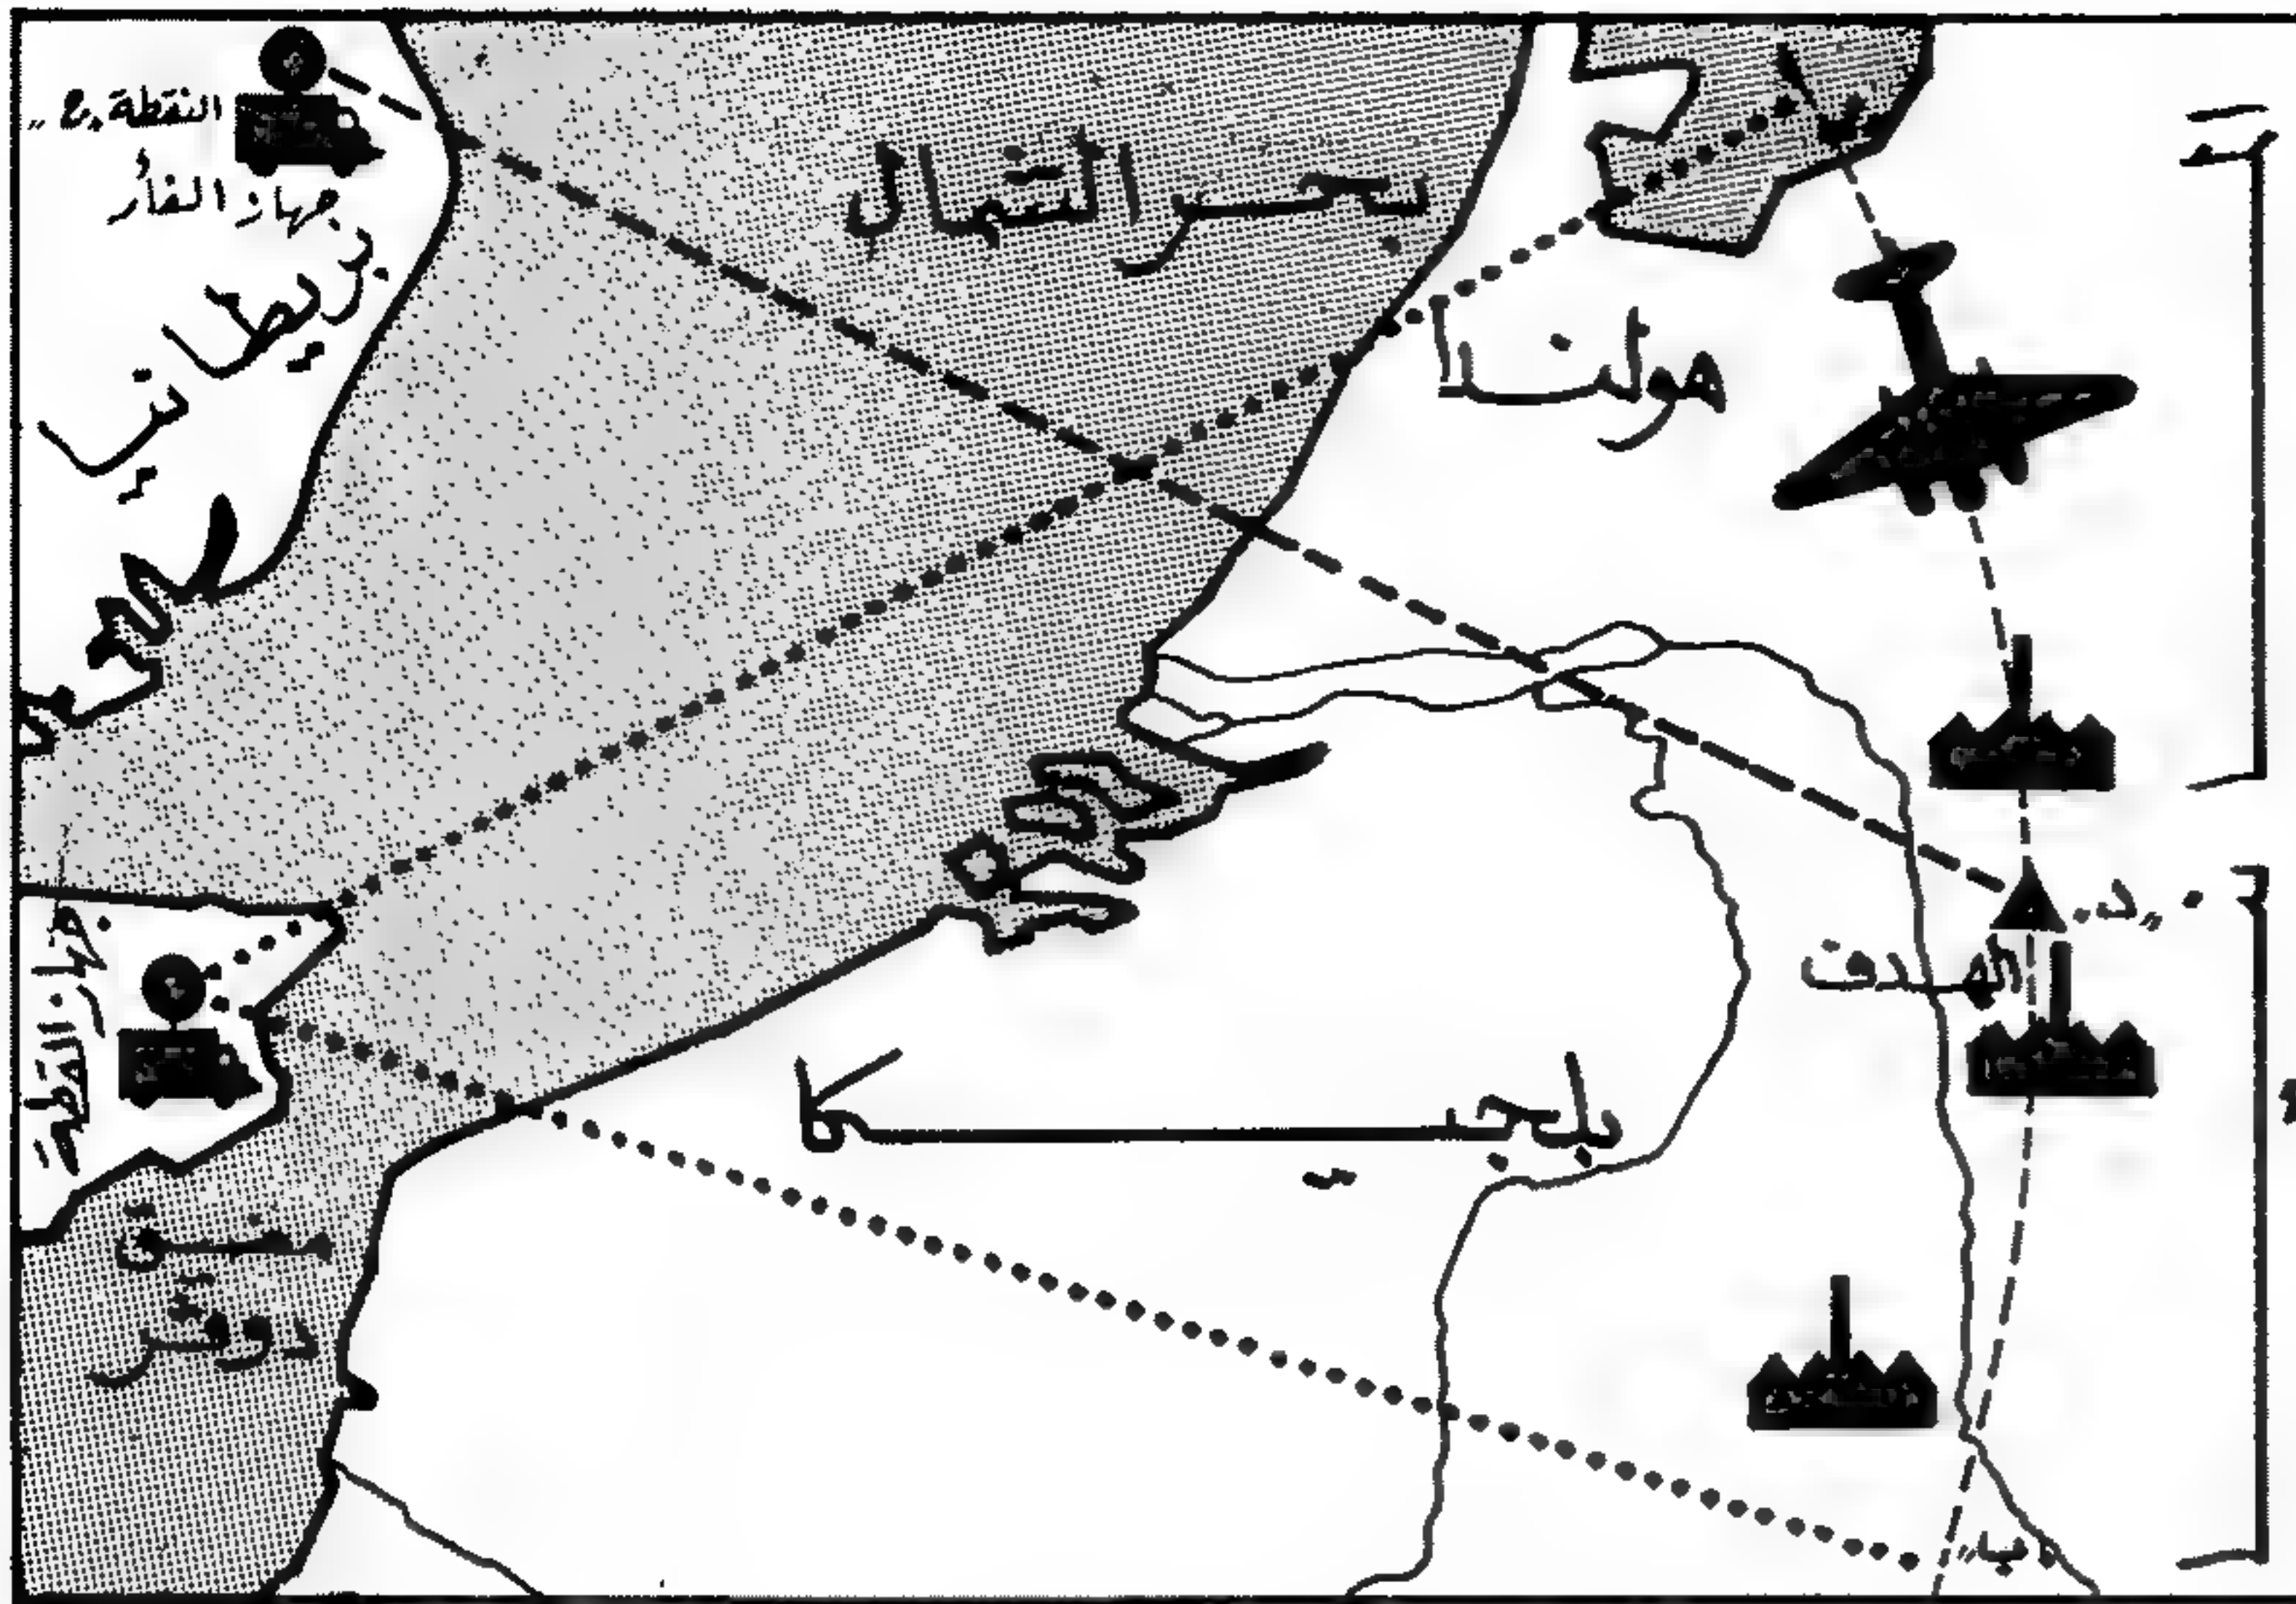 النقطة „ج„
جهاز الفأر
بريطانيا
بحر الشمال
هولندا
„د„
الهدف
جهاز القطة
بلجيكا
مضيق
دوفر
„ب„